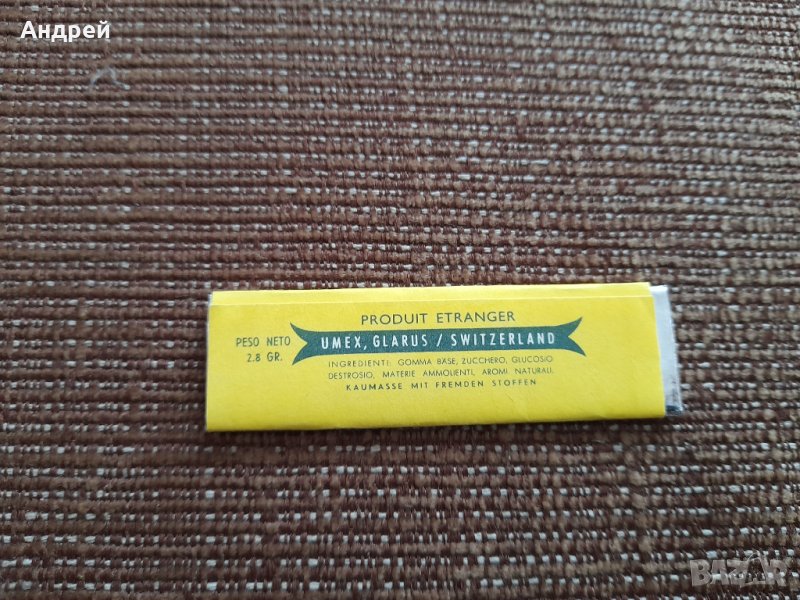 Андрей
PRODUIT ETRANGER
PESO NETO
2.8 GR.
UMEX, GLARUS / SWITZERLAND
INGREDIENTI: GOMMA BASE, ZUCCHERO, GLUCOSIO
DESTROSIO, MATERIE AMMOLIENTI, AROMI NATURALI.
KAUMASSE MIT FREMDEN STOFFEN
BAZAR